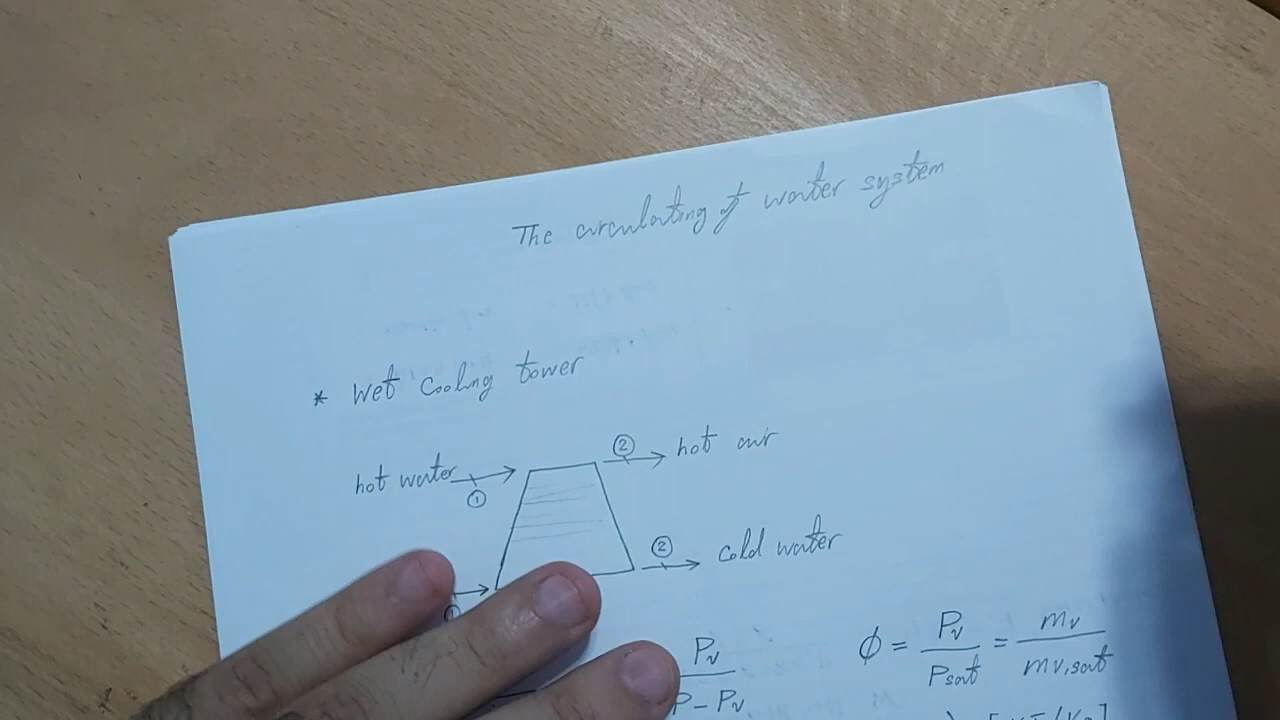 The circulating of water system
* Wet cooling tower
② hot air
hot water ①
② cold water
①
Pv / P - Pv
ϕ = Pv / Psat = mv / mv,sat